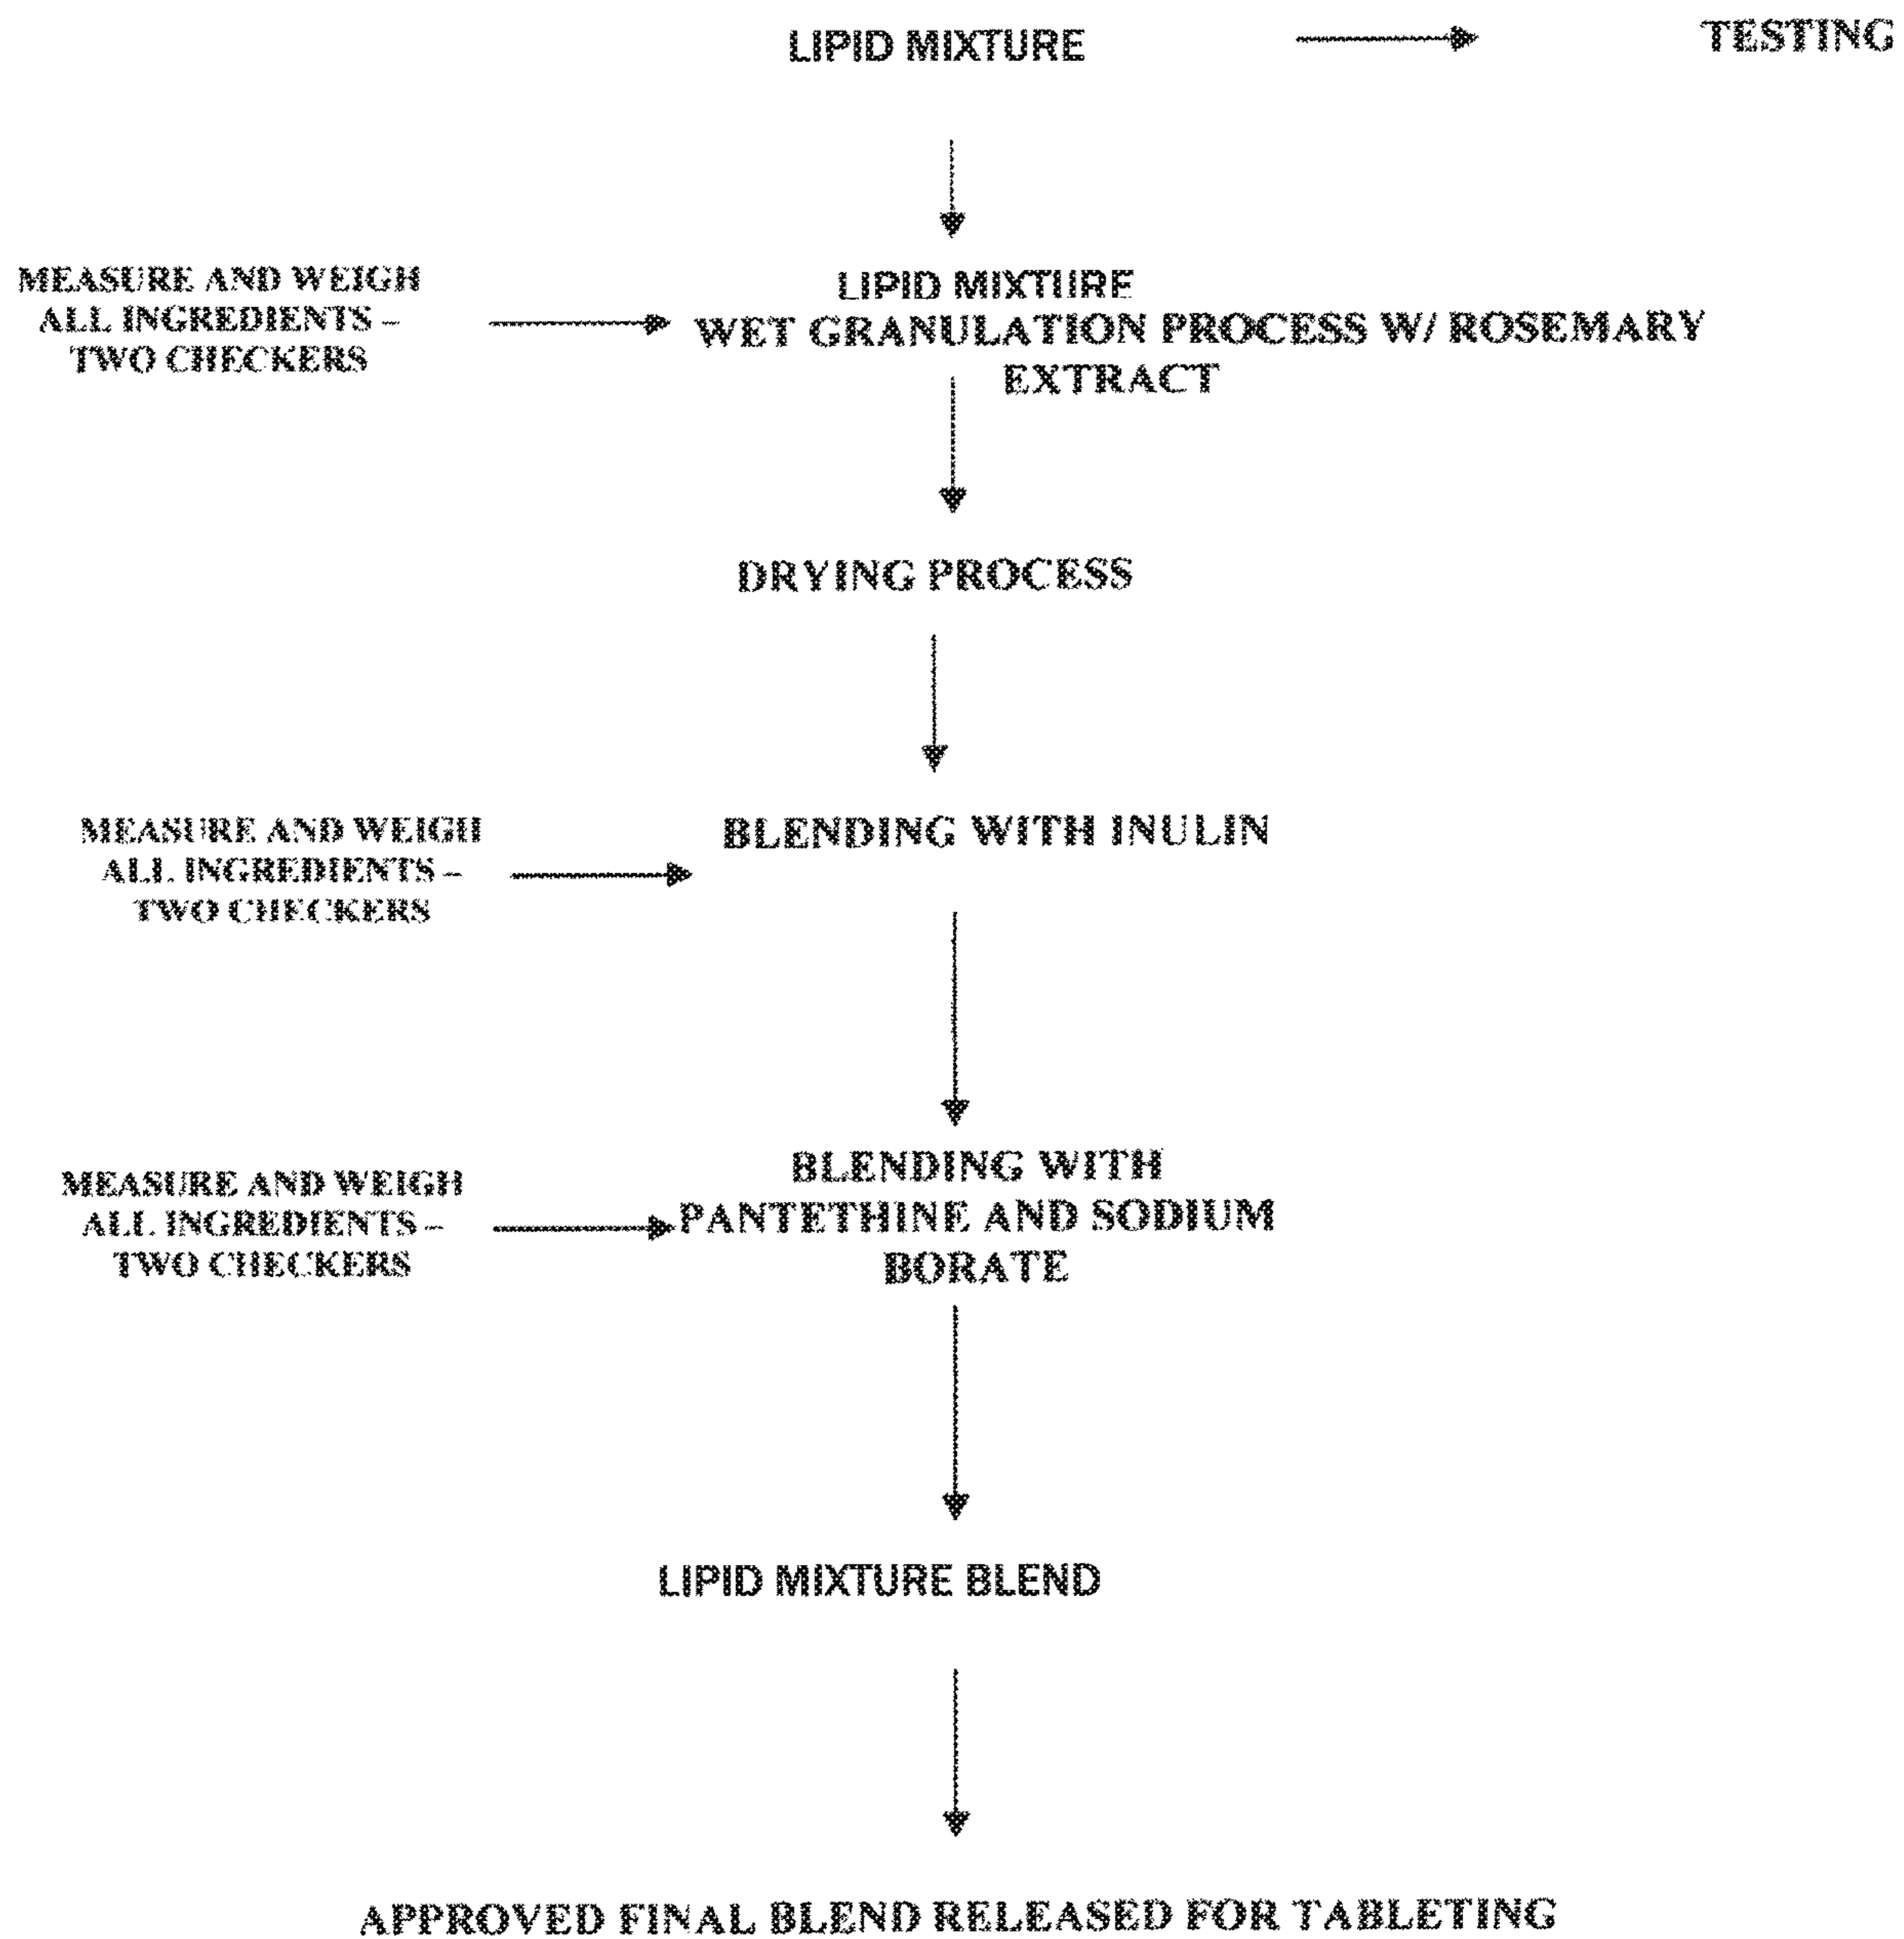 LIPID MIXTURE
TESTING
MEASURE AND WEIGH
ALL INGREDIENTS –
TWO CHECKERS
LIPID MIXTURE
WET GRANULATION PROCESS W/ ROSEMARY
EXTRACT
DRYING PROCESS
MEASURE AND WEIGH
ALL INGREDIENTS –
TWO CHECKERS
BLENDING WITH INULIN
MEASURE AND WEIGH
ALL INGREDIENTS –
TWO CHECKERS
BLENDING WITH
PANTETHINE AND SODIUM
BORATE
LIPID MIXTURE BLEND
APPROVED FINAL BLEND RELEASED FOR TABLETING